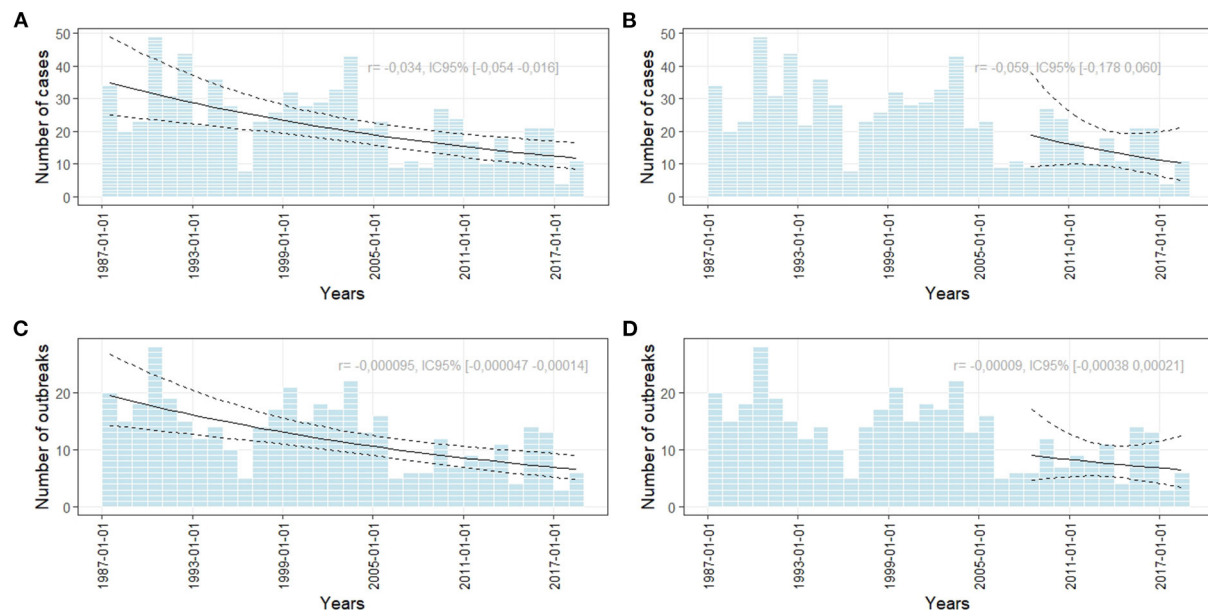 A
Number of cases
50
40
30
20
10
0
r= -0,034, IC95% [-0,054 -0,016]
1987-01-01
1993-01-01
1999-01-01
2005-01-01
2011-01-01
2017-01-01
Years
B
Number of cases
50
40
30
20
10
0
r= -0,059, IC95% [-0,178 0,060]
1987-01-01
1993-01-01
1999-01-01
2005-01-01
2011-01-01
2017-01-01
Years
C
Number of outbreaks
20
10
0
r= -0,000095, IC95% [-0,000047 -0,00014]
1987-01-01
1993-01-01
1999-01-01
2005-01-01
2011-01-01
2017-01-01
Years
D
Number of outbreaks
20
10
0
r= -0,00009, IC95% [-0,00038 0,00021]
1987-01-01
1993-01-01
1999-01-01
2005-01-01
2011-01-01
2017-01-01
Years